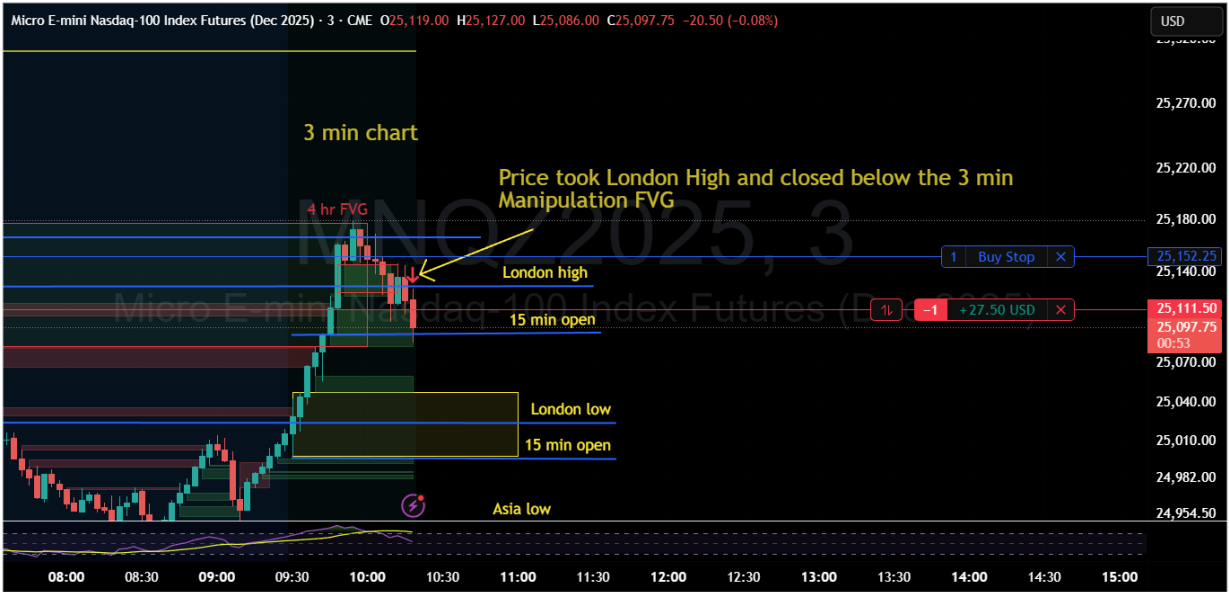 Micro E-mini Nasdaq-100 Index Futures (Dec 2025) · 3 · CME O25,119.00 H25,127.00 L25,086.00 C25,097.75 −20.50 (−0.08%)
USD
25,270.00
3 min chart
25,220.00
Price took London High and closed below the 3 min
Manipulation FVG
4 hr FVG
MNQZ2025, 3
25,180.00
1 Buy Stop
25,152.25
25,140.00
London high
Micro E-mini Nasdaq-100 Index Futures (Dec 2025)
−1 +27.50 USD
25,111.50
15 min open
25,097.75
00:53
25,070.00
25,040.00
London low
25,010.00
15 min open
24,982.00
Asia low
24,954.50
08:00 08:30 09:00 09:30 10:00 10:30 11:00 11:30 12:00 12:30 13:00 13:30 14:00 14:30 15:00